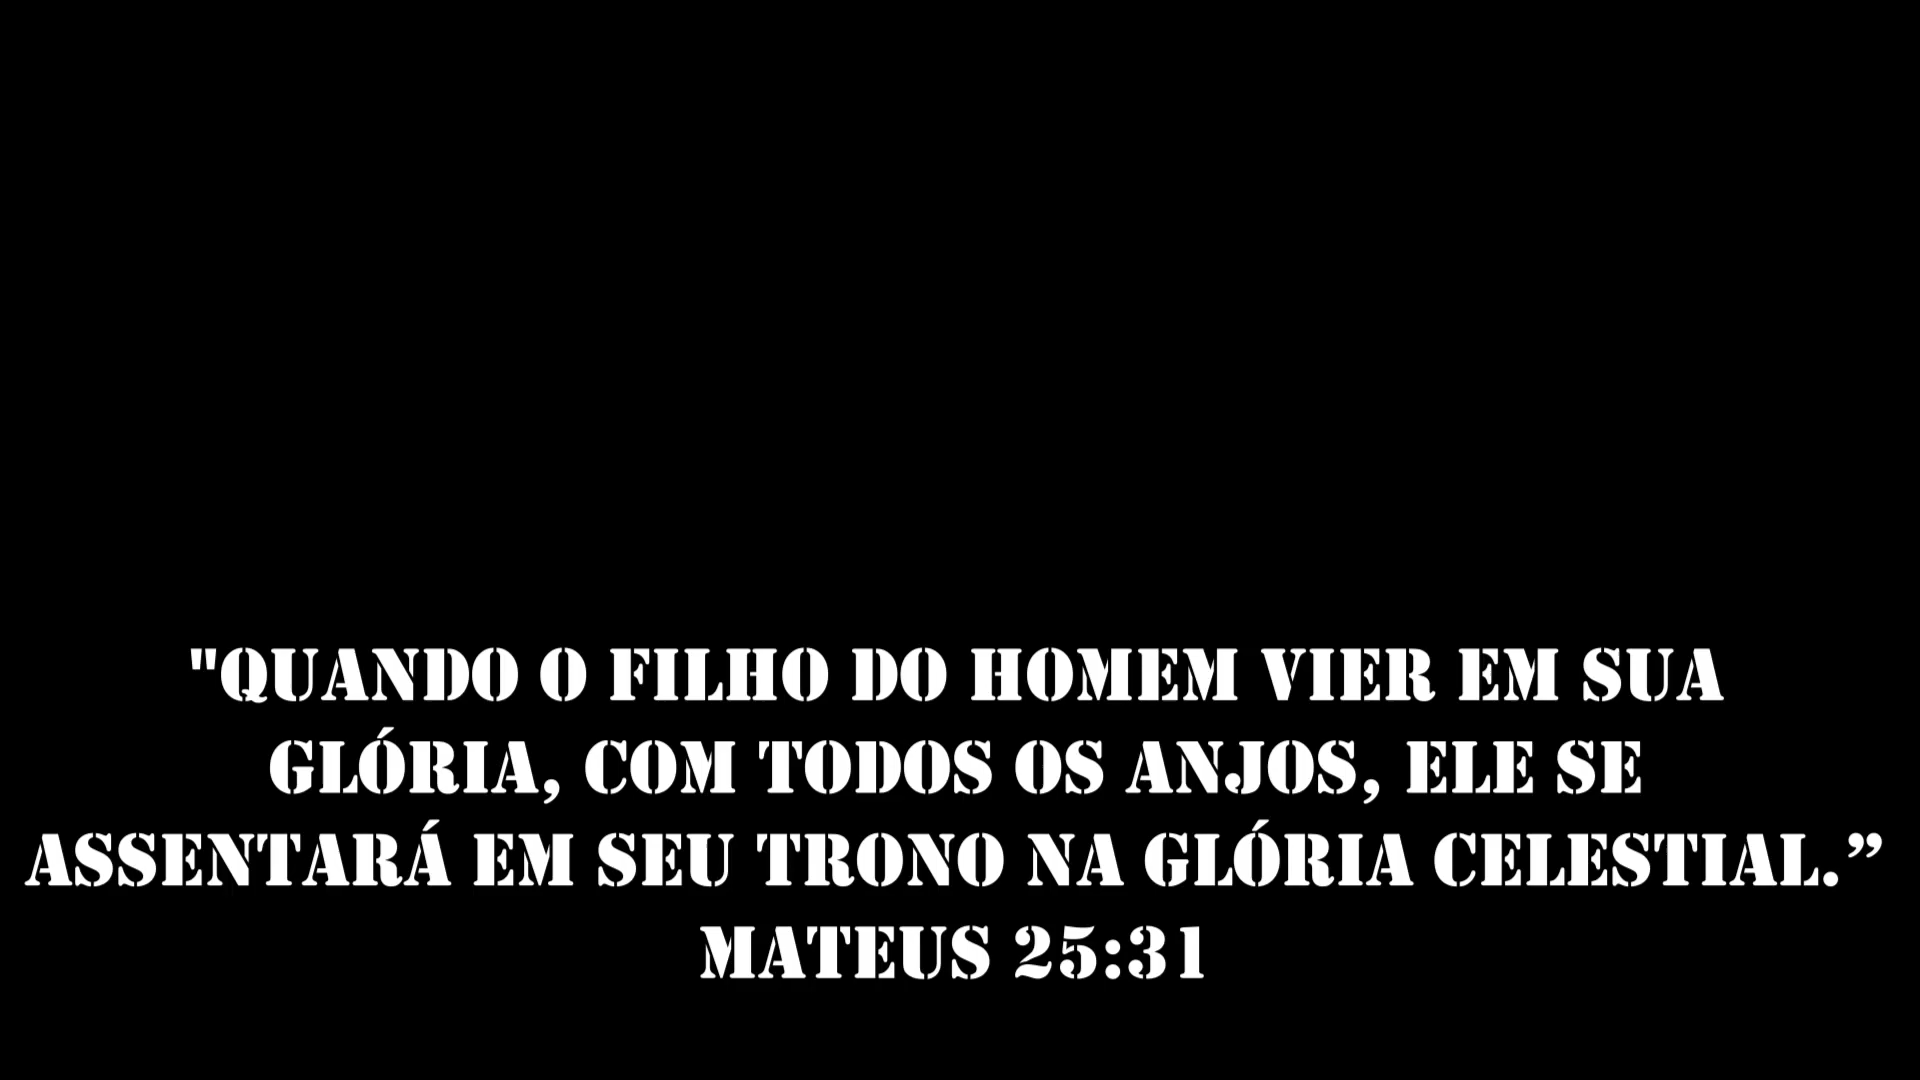 "QUANDO O FILHO DO HOMEM VIER EM SUA
GLÓRIA, COM TODOS OS ANJOS, ELE SE
ASSENTARÁ EM SEU TRONO NA GLÓRIA CELESTIAL.”
MATEUS 25:31